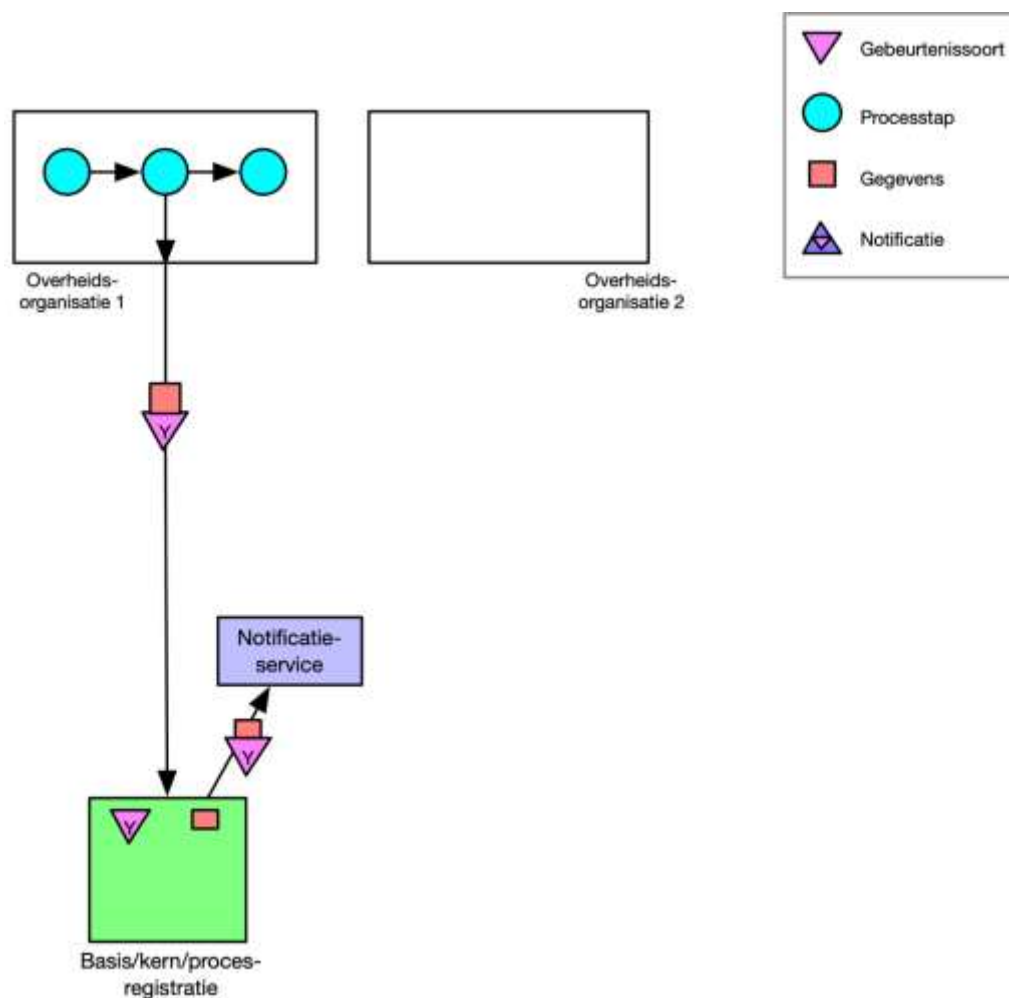 Gebeurtenissoort
Processtap
Gegevens
Notificatie
Overheids-
organisatie 1
Overheids-
organisatie 2
Y
Notificatie-
service
Y
Y
Basis/kern/proces-
registratie